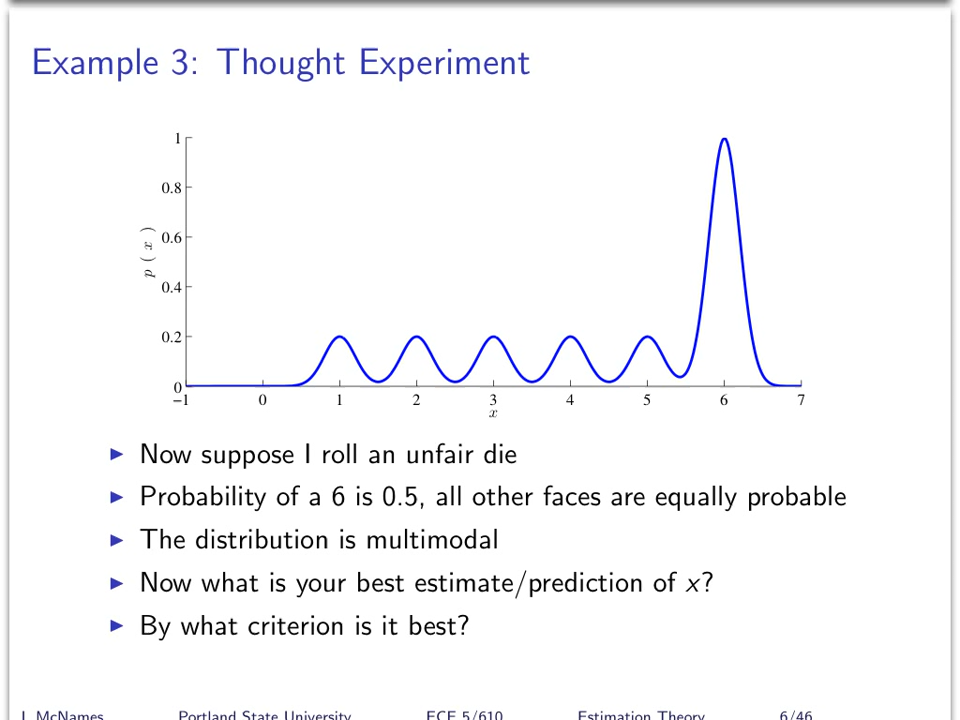 Example 3: Thought Experiment
1
0.8
0.6
0.4
0.2
0
p ( x )
−1 0 1 2 3 4 5 6 7
x
Now suppose I roll an unfair die
Probability of a 6 is 0.5, all other faces are equally probable
The distribution is multimodal
Now what is your best estimate/prediction of x?
By what criterion is it best?
J. McNames Portland State University ECE 5/610 Estimation Theory 6/46